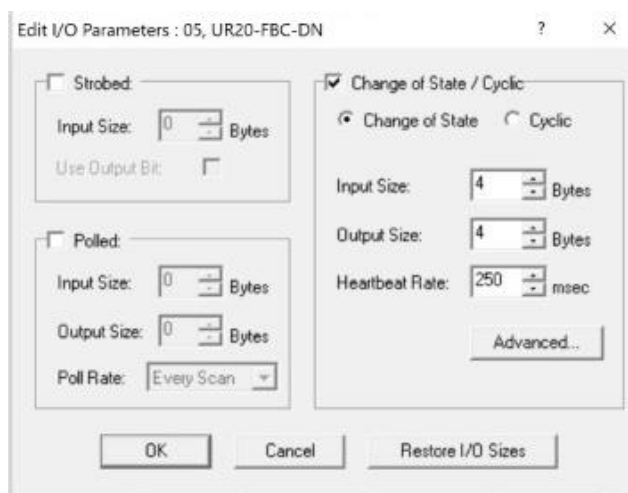 Edit I/O Parameters : 05, UR20-FBC-DN ? ×
Strobed:
Input Size: 0 Bytes
Use Output Bit:
Polled:
Input Size: 0 Bytes
Output Size: 0 Bytes
Poll Rate: Every Scan
Change of State / Cyclic
Change of State Cyclic
Input Size: 4 Bytes
Output Size: 4 Bytes
Heartbeat Rate: 250 msec
Advanced...
OK Cancel Restore I/O Sizes